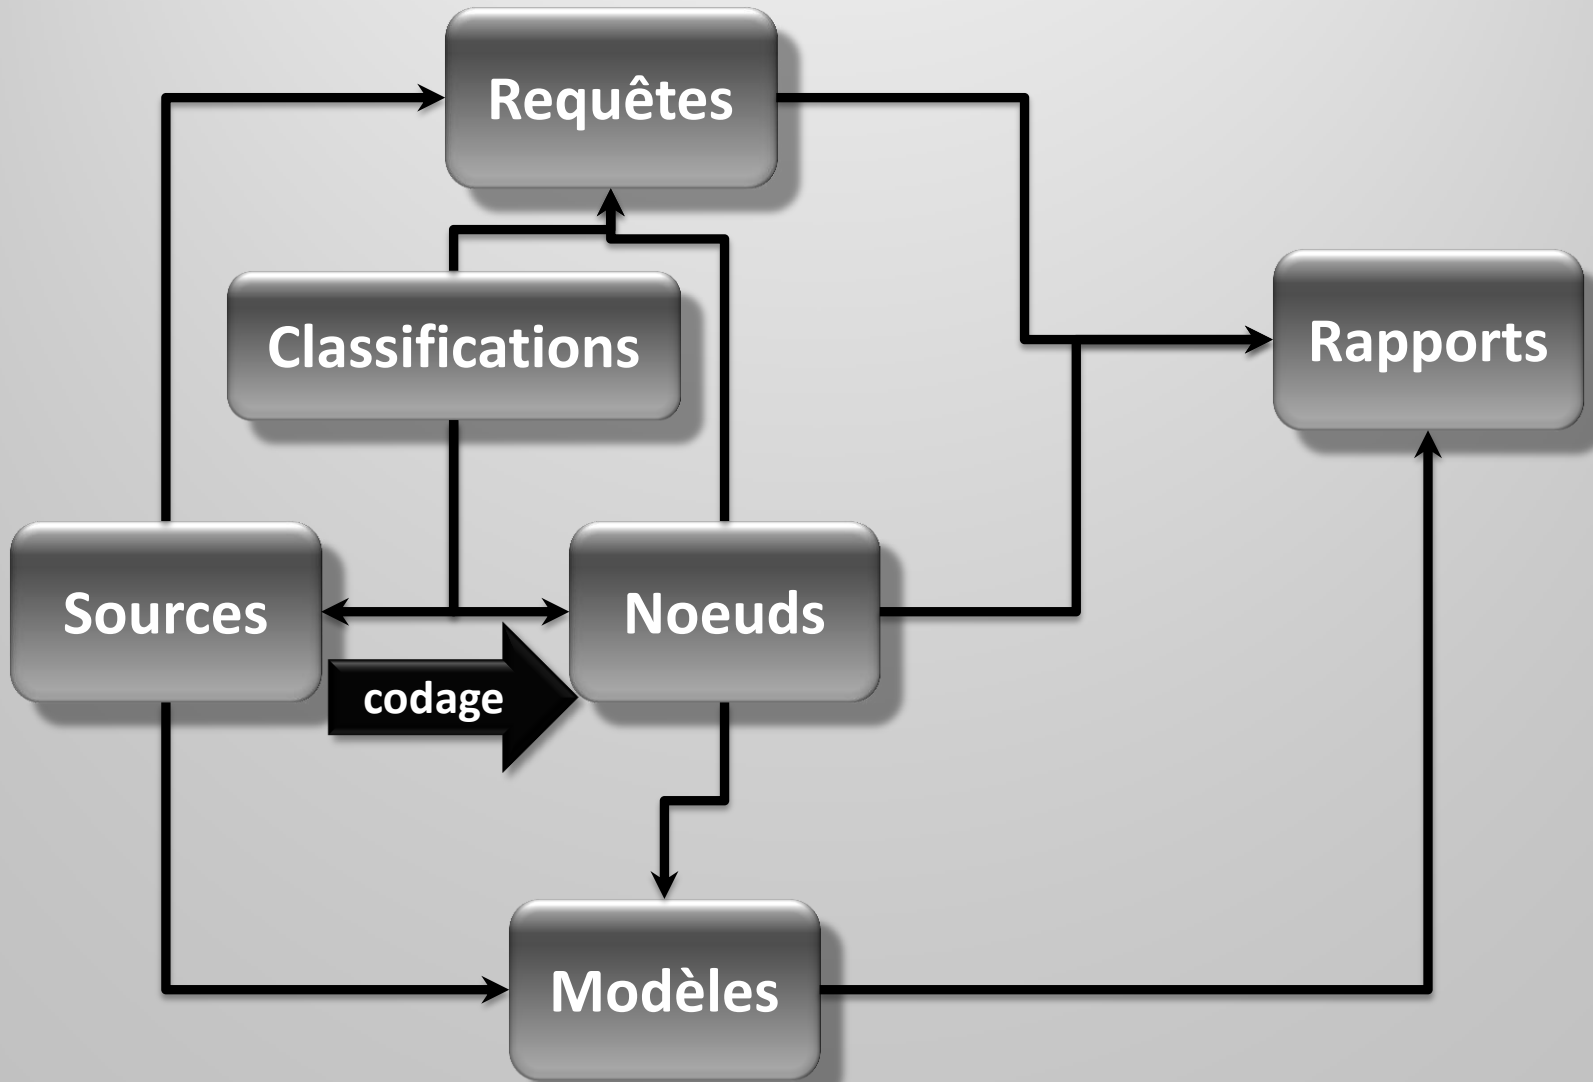 Requêtes
Classifications
Rapports
Sources
Noeuds
codage
Modèles